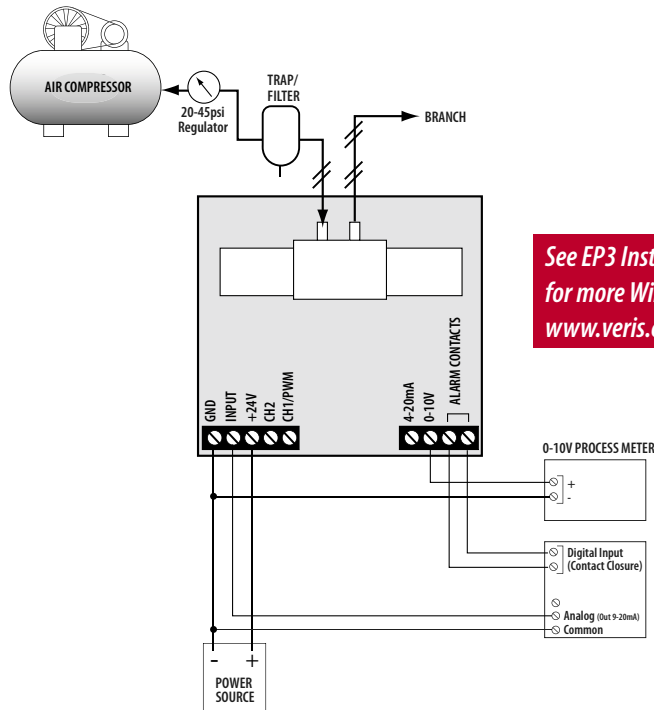 AIR COMPRESSOR
20-45psi
Regulator
TRAP/
FILTER
BRANCH
See EP3 Inst
for more Wi
www.veris.
GND
INPUT
+24V
CH2
CH1/PWM
4-20mA
0-10V
ALARM CONTACTS
0-10V PROCESS METER
+
-
Digital Input
(Contact Closure)
Analog (Out 9-20mA)
Common
- +
POWER
SOURCE